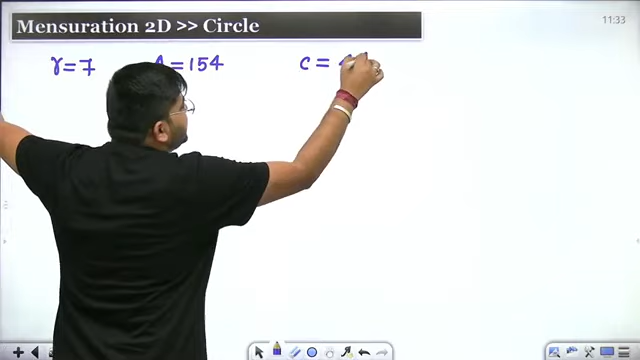 Mensuration 2D >> Circle
11:33
r = 7 = 154 c =